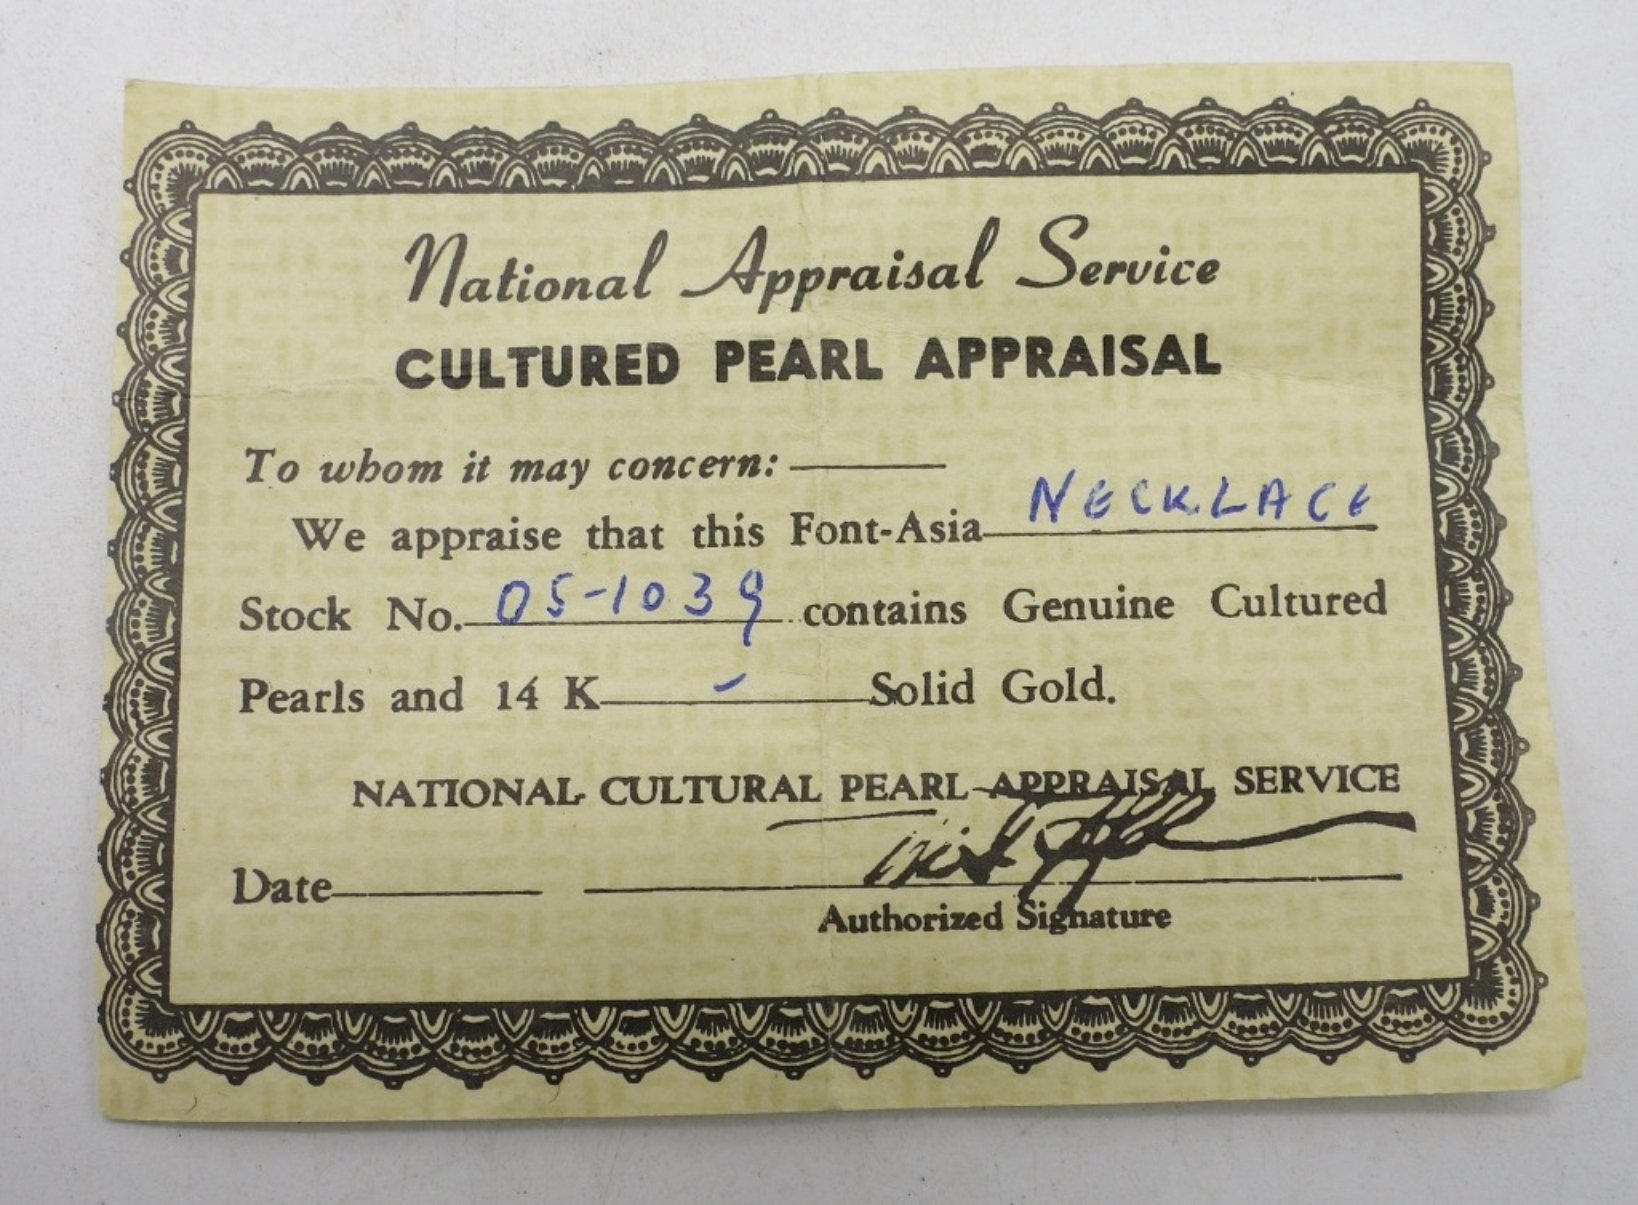 National Appraisal Service
CULTURED PEARL APPRAISAL
To whom it may concern:
We appraise that this Font-Asia NECKLACE
Stock No. 05-1039 contains Genuine Cultured
Pearls and 14 K - Solid Gold.
NATIONAL CULTURAL PEARL APPRAISAL SERVICE
Date
Authorized Signature